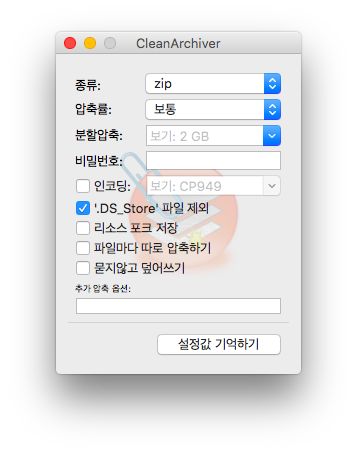 CleanArchiver
종류: zip
압축률: 보통
분할압축: 보기: 2 GB
비밀번호:
인코딩: 보기: CP949
'.DS_Store' 파일 제외
리소스 포크 저장
파일마다 따로 압축하기
묻지않고 덮어쓰기
추가 압축 옵션:
설정값 기억하기